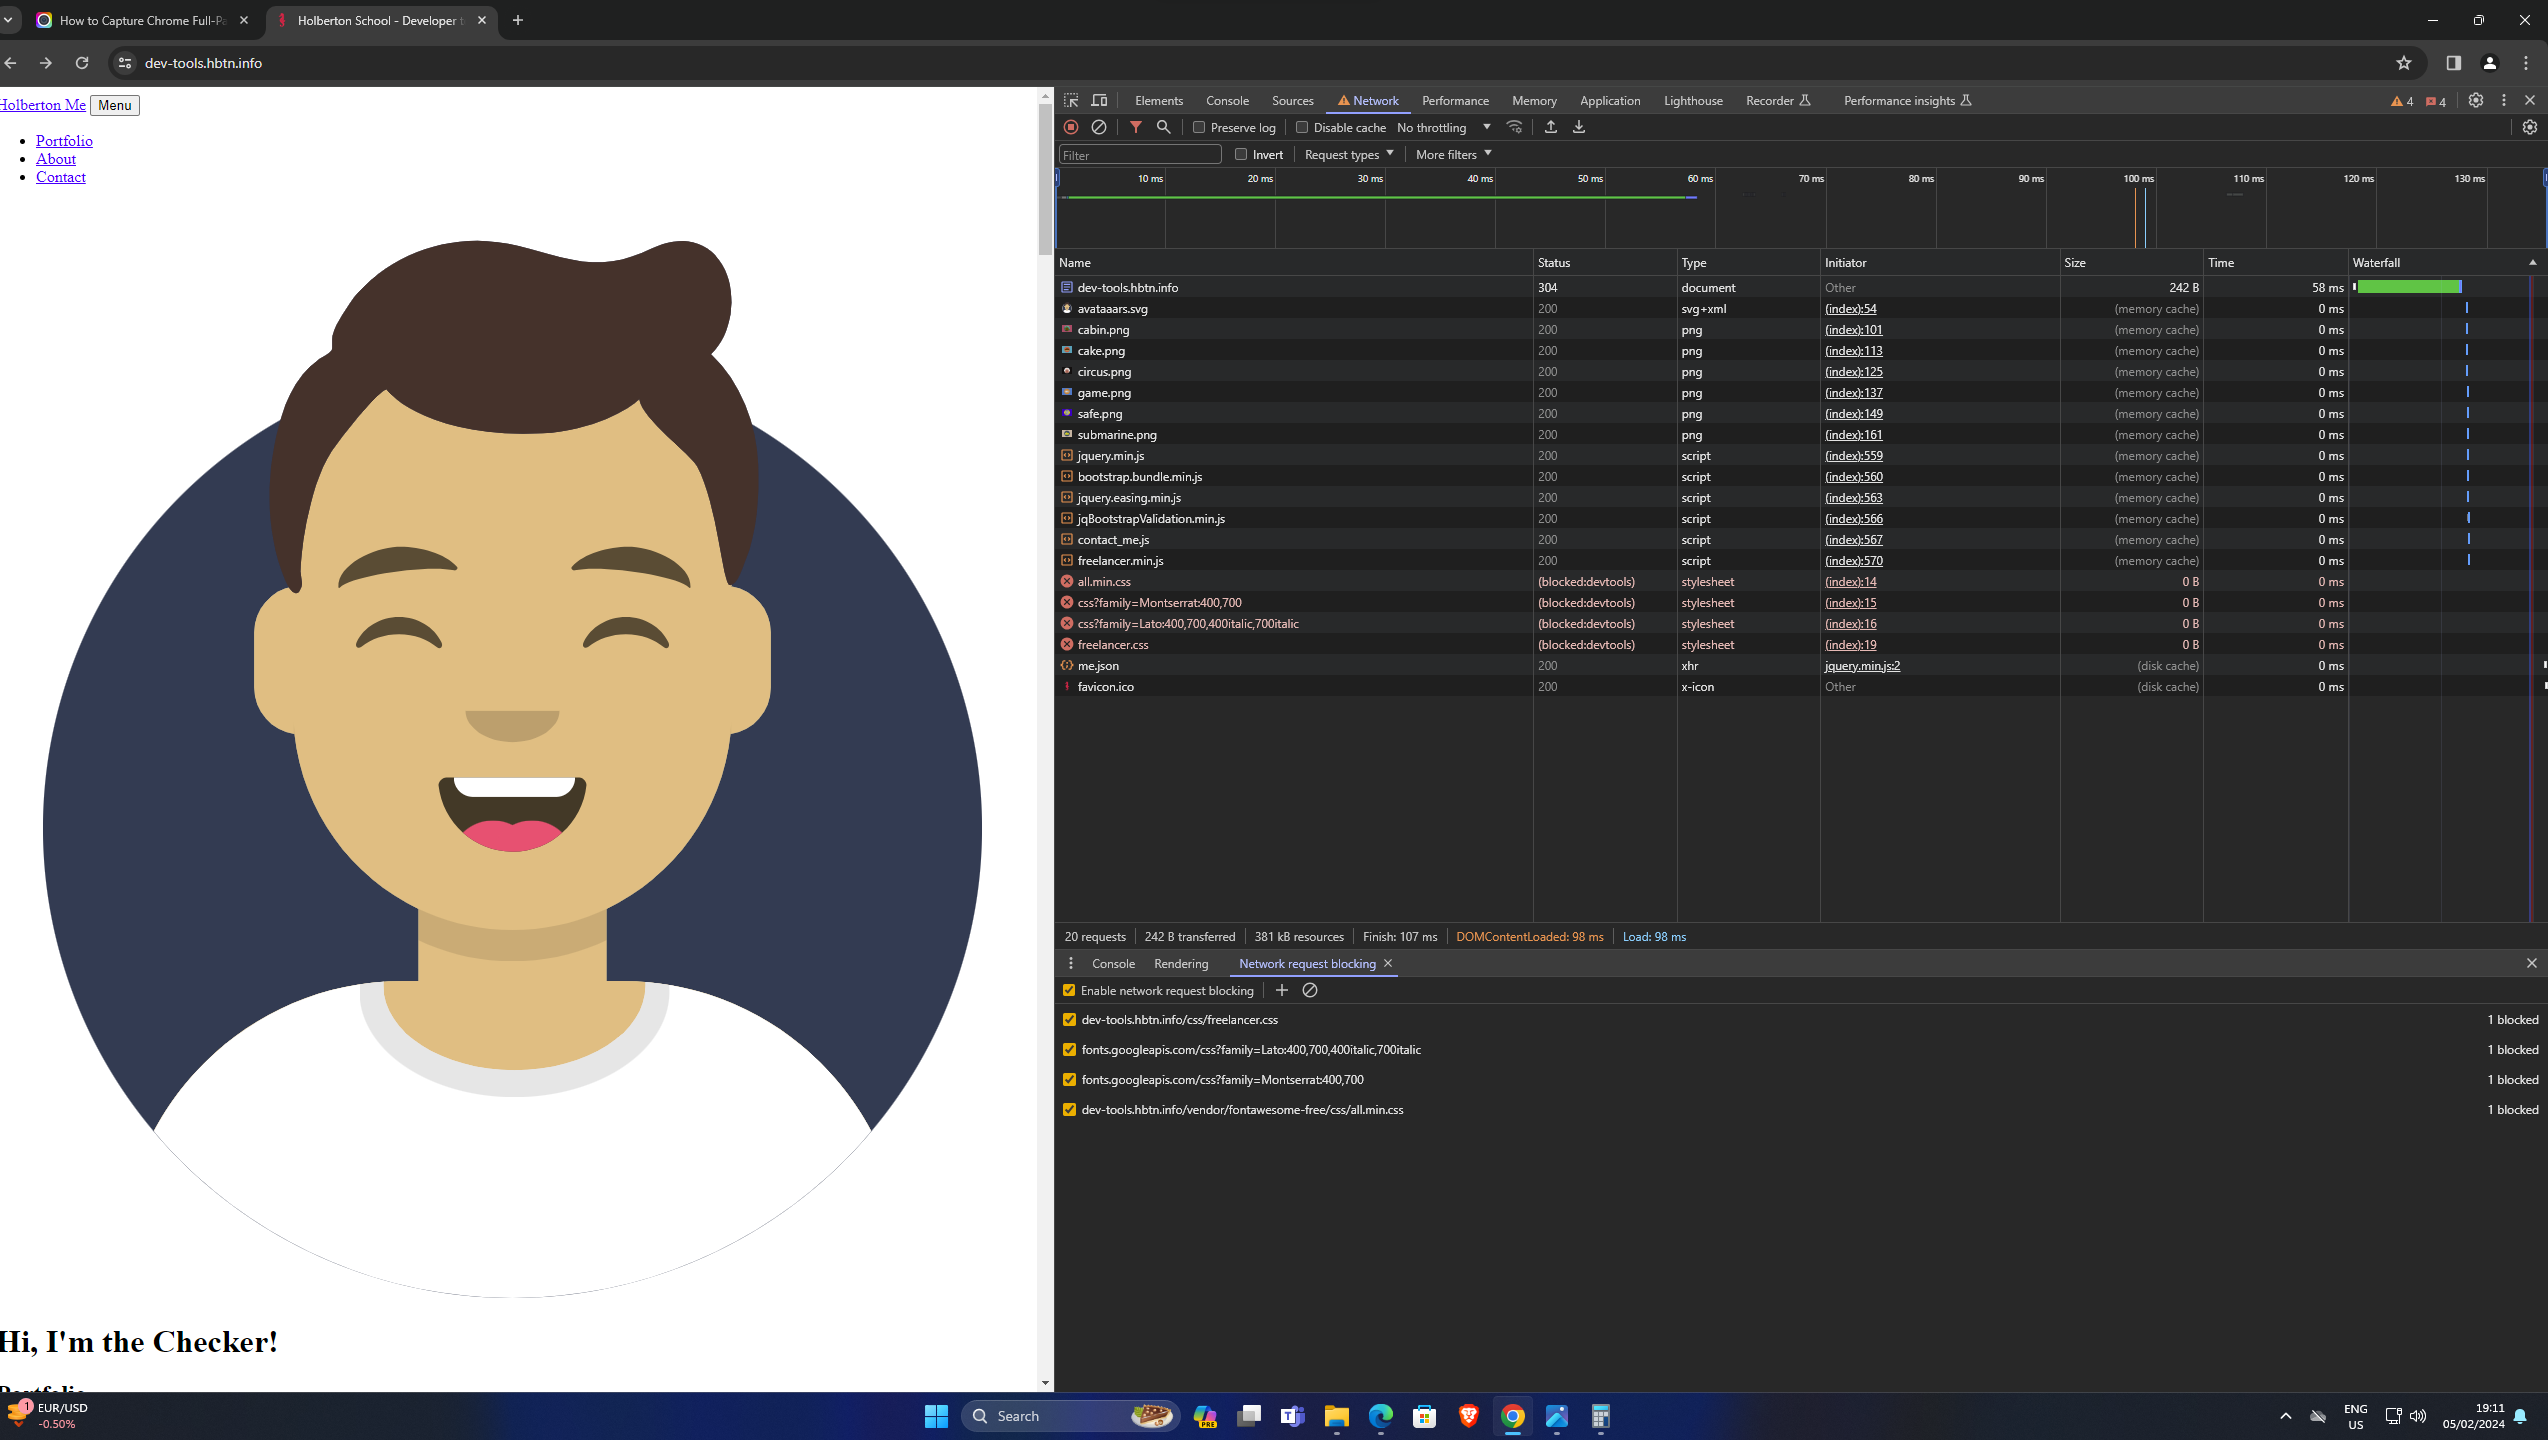 How to Capture Chrome Full-Pa
Holberton School - Developer t
dev-tools.hbtn.info
Holberton Me Menu
Portfolio
About
Contact
Hi, I'm the Checker!
Portfolio
Elements Console Sources Network Performance Memory Application Lighthouse Recorder Performance insights 4 4
Preserve log Disable cache No throttling
Filter Invert Request types More filters
10 ms 20 ms 30 ms 40 ms 50 ms 60 ms 70 ms 80 ms 90 ms 100 ms 110 ms 120 ms 130 ms
Name Status Type Initiator Size Time Waterfall
dev-tools.hbtn.info 304 document Other 242 B 58 ms
avataaars.svg 200 svg+xml (index):54 (memory cache) 0 ms
cabin.png 200 png (index):101 (memory cache) 0 ms
cake.png 200 png (index):113 (memory cache) 0 ms
circus.png 200 png (index):125 (memory cache) 0 ms
game.png 200 png (index):137 (memory cache) 0 ms
safe.png 200 png (index):149 (memory cache) 0 ms
submarine.png 200 png (index):161 (memory cache) 0 ms
jquery.min.js 200 script (index):559 (memory cache) 0 ms
bootstrap.bundle.min.js 200 script (index):560 (memory cache) 0 ms
jquery.easing.min.js 200 script (index):563 (memory cache) 0 ms
jqBootstrapValidation.min.js 200 script (index):566 (memory cache) 0 ms
contact_me.js 200 script (index):567 (memory cache) 0 ms
freelancer.min.js 200 script (index):570 (memory cache) 0 ms
all.min.css (blocked:devtools) stylesheet (index):14 0 B 0 ms
css?family=Montserrat:400,700 (blocked:devtools) stylesheet (index):15 0 B 0 ms
css?family=Lato:400,700,400italic,700italic (blocked:devtools) stylesheet (index):16 0 B 0 ms
freelancer.css (blocked:devtools) stylesheet (index):19 0 B 0 ms
me.json 200 xhr jquery.min.js:2 (disk cache) 0 ms
favicon.ico 200 x-icon Other (disk cache) 0 ms
20 requests 242 B transferred 381 kB resources Finish: 107 ms DOMContentLoaded: 98 ms Load: 98 ms
Console Rendering Network request blocking
Enable network request blocking
dev-tools.hbtn.info/css/freelancer.css 1 blocked
fonts.googleapis.com/css?family=Lato:400,700,400italic,700italic 1 blocked
fonts.googleapis.com/css?family=Montserrat:400,700 1 blocked
dev-tools.hbtn.info/vendor/fontawesome-free/css/all.min.css 1 blocked
1 EUR/USD
-0.50%
Search
PRE
ENG
US
19:11
05/02/2024